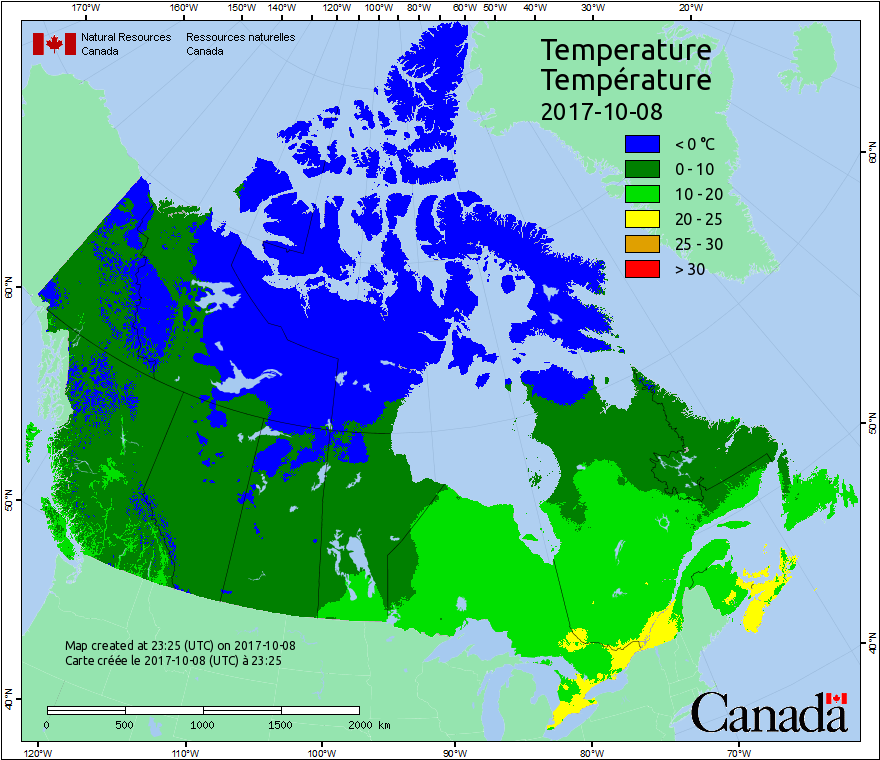 170°W 160°W 150°W 140°W 120°W 100°W 80°W 60°W 50°W 40°W 30°W 20°W
Natural Resources Ressources naturelles
Canada Canada
Temperature
Température
2017-10-08
< 0 °C
0 - 10
10 - 20
20 - 25
25 - 30
> 30
60°N
60°N
50°N
50°N
40°N
40°N
Map created at 23:25 (UTC) on 2017-10-08
Carte créée le 2017-10-08 (UTC) à 23:25
0 500 1000 1500 2000 km
Canada
120°W 110°W 100°W 90°W 80°W 70°W